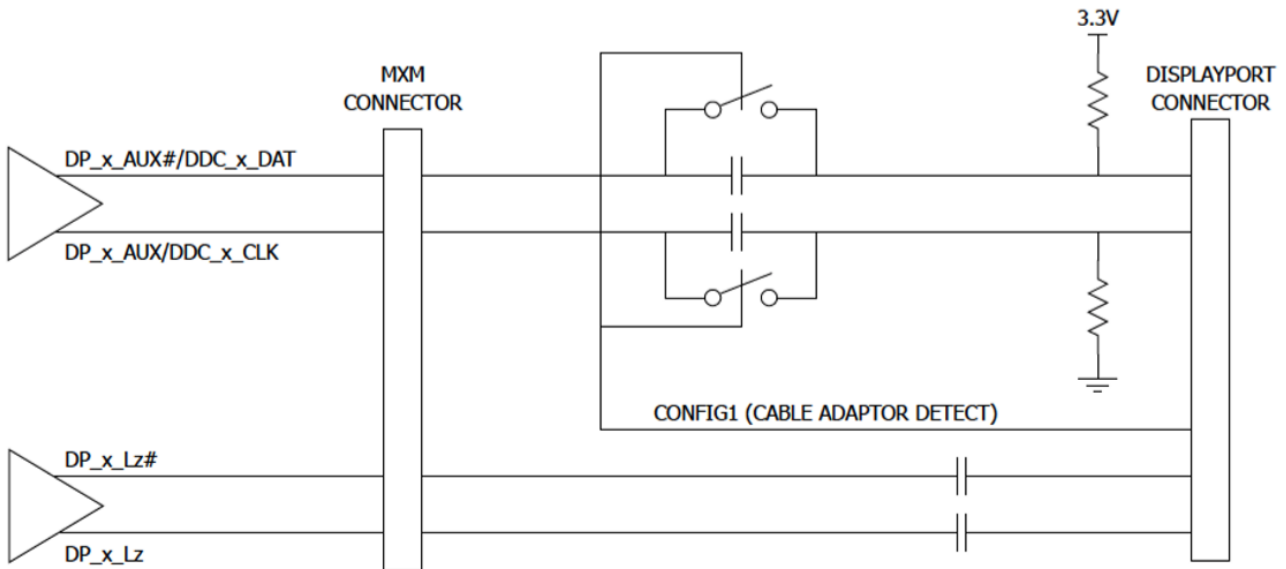 3.3V
MXM
CONNECTOR
DISPLAYPORT
CONNECTOR
DP_x_AUX#/DDC_x_DAT
DP_x_AUX/DDC_x_CLK
CONFIG1 (CABLE ADAPTOR DETECT)
DP_x_Lz#
DP_x_Lz